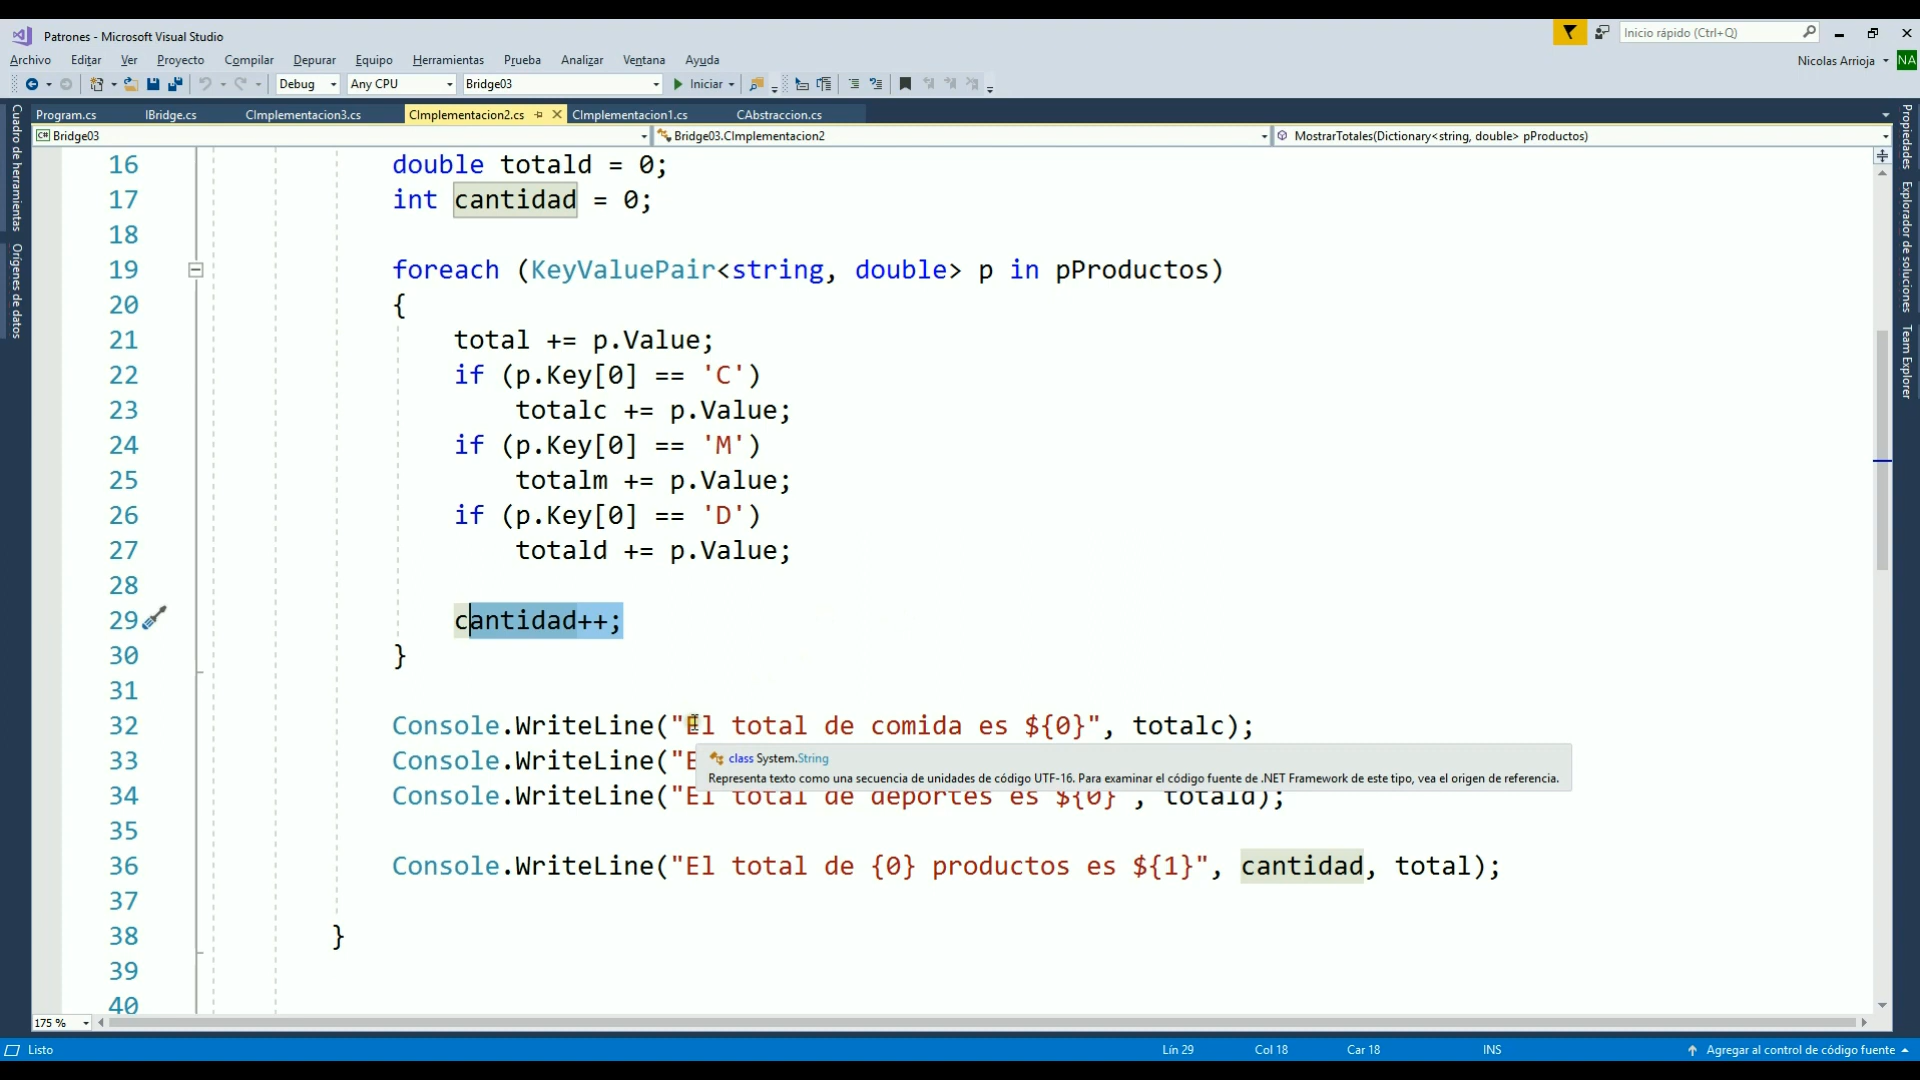 Patrones - Microsoft Visual Studio
Inicio rápido (Ctrl+Q)
Archivo Editar Ver Proyecto Compilar Depurar Equipo Herramientas Prueba Analizar Ventana Ayuda
Nicolas Arrioja NA
Debug Any CPU Bridge03 Iniciar
Program.cs IBridge.cs CImplementacion3.cs CImplementacion2.cs CImplementacion1.cs CAbstraccion.cs
Bridge03 Bridge03.CImplementacion2 MostrarTotales(Dictionary<string, double> pProductos)
Cuadro de herramientas
Orígenes de datos
Propiedades
Explorador de soluciones
Team Explorer
16 double totald = 0;
17 int cantidad = 0;
18
19 foreach (KeyValuePair<string, double> p in pProductos)
20 {
21 total += p.Value;
22 if (p.Key[0] == 'C')
23 totalc += p.Value;
24 if (p.Key[0] == 'M')
25 totalm += p.Value;
26 if (p.Key[0] == 'D')
27 totald += p.Value;
28
29 cantidad++;
30 }
31
32 Console.WriteLine("El total de comida es ${0}", totalc);
33 Console.WriteLine("E
class System.String
Representa texto como una secuencia de unidades de código UTF-16. Para examinar el código fuente de .NET Framework de este tipo, vea el origen de referencia.
34 Console.WriteLine("El total de deportes es ${0}", totald);
35
36 Console.WriteLine("El total de {0} productos es ${1}", cantidad, total);
37
38 }
39
40
175 %
Listo Lín 29 Col 18 Car 18 INS Agregar al control de código fuente